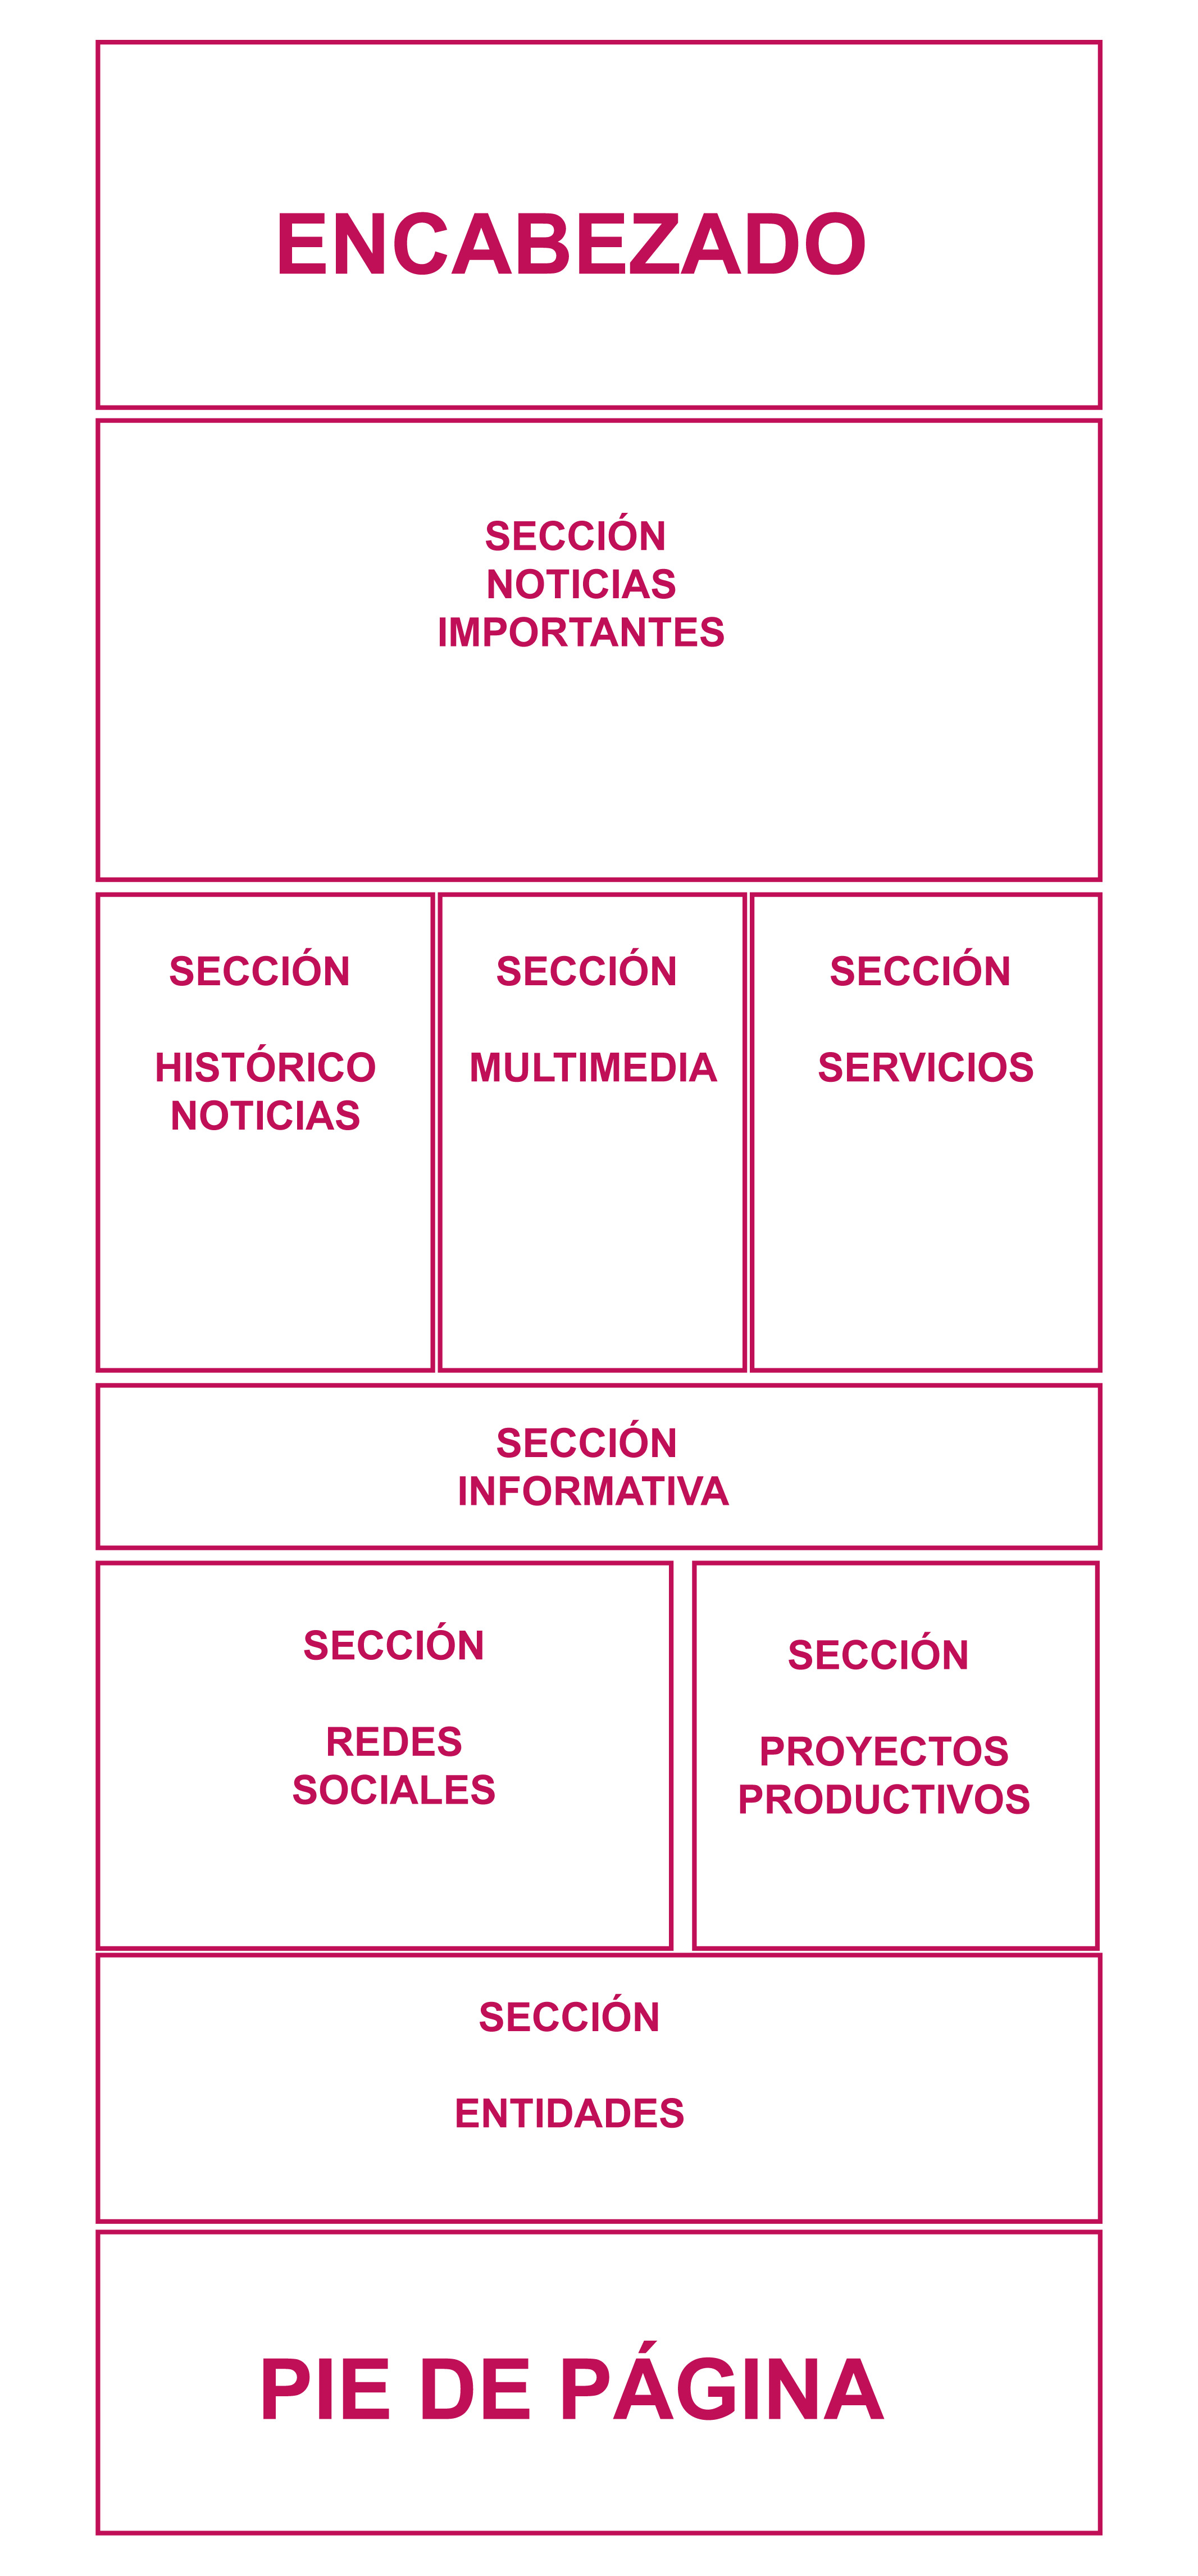 ENCABEZADO
SECCIÓN
NOTICIAS
IMPORTANTES
SECCIÓN
HISTÓRICO
NOTICIAS
SECCIÓN
MULTIMEDIA
SECCIÓN
SERVICIOS
SECCIÓN
INFORMATIVA
SECCIÓN
REDES
SOCIALES
SECCIÓN
PROYECTOS
PRODUCTIVOS
SECCIÓN
ENTIDADES
PIE DE PÁGINA